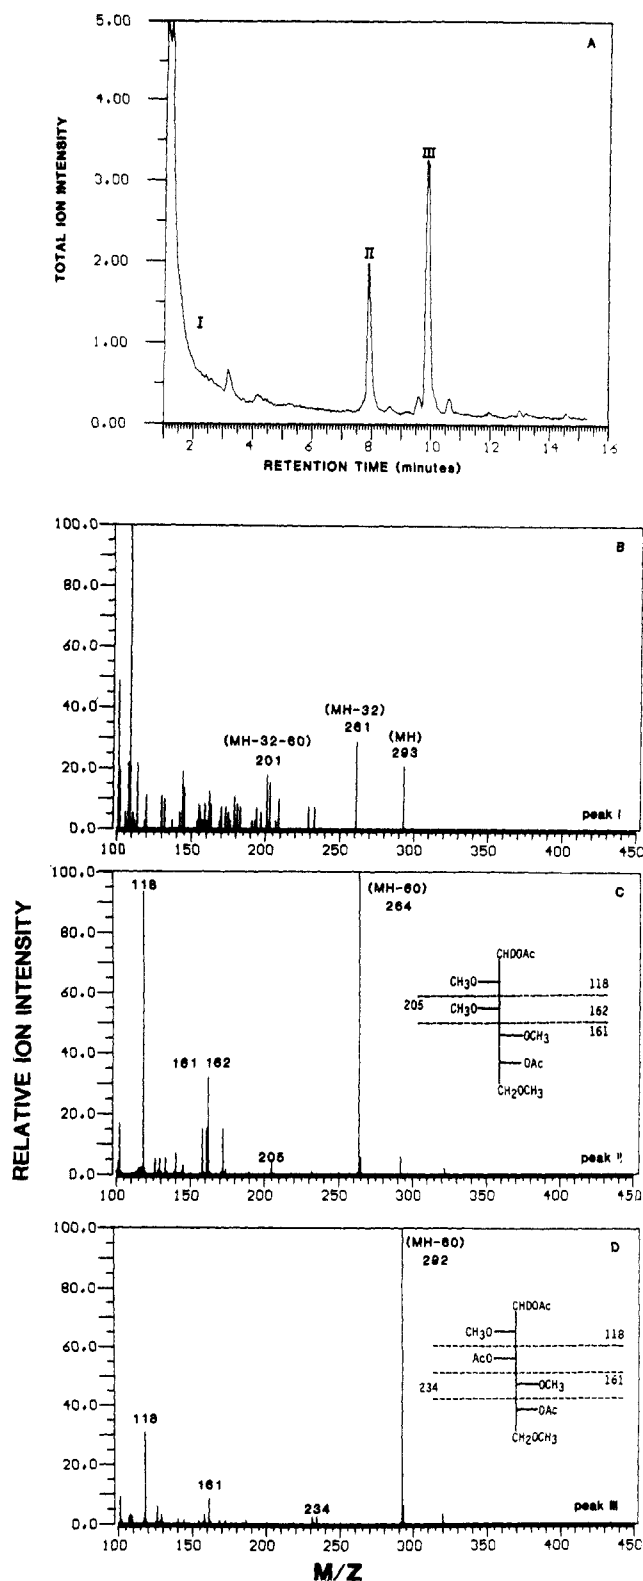 A
5.00
4.00
3.00
2.00
1.00
0.00
TOTAL ION INTENSITY
I
II
III
2 4 6 8 10 12 14 16
RETENTION TIME (minutes)
RELATIVE ION INTENSITY
B
100.0
80.0
60.0
40.0
20.0
0.0
(MH-32-60)
201
(MH-32)
261
(MH)
293
peak I
100 150 200 250 300 350 400 450
C
100.0
80.0
60.0
40.0
20.0
0.0
118
161 162
205
(MH-60)
264
CHDOAc
CH3O
118
205
CH3O
162
161
OCH3
OAc
CH2OCH3
peak II
100 150 200 250 300 350 400 450
D
100.0
80.0
60.0
40.0
20.0
0.0
118
161
234
(MH-60)
292
CHDOAc
CH3O
118
AcO
161
234
OCH3
OAc
CH2OCH3
peak III
100 150 200 250 300 350 400 450
M/Z